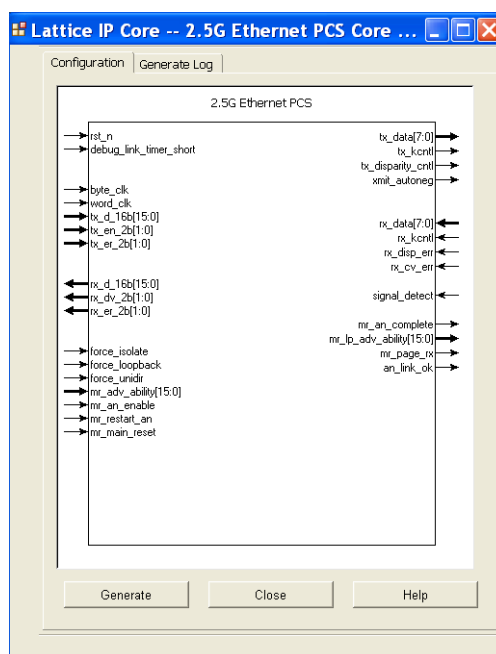 Lattice IP Core -- 2.5G Ethernet PCS Core ...
Configuration
Generate Log
2.5G Ethernet PCS
rst_n
debug_link_timer_short
byte_clk
word_clk
tx_d_16b[15:0]
tx_en_2b[1:0]
tx_er_2b[1:0]
rx_d_16b[15:0]
rx_dv_2b[1:0]
rx_er_2b[1:0]
force_isolate
force_loopback
force_unidir
mr_adv_ability[15:0]
mr_an_enable
mr_restart_an
mr_main_reset
tx_data[7:0]
tx_kcntl
tx_disparity_cntl
xmit_autoneg
rx_data[7:0]
rx_kcntl
rx_disp_err
rx_cv_err
signal_detect
mr_an_complete
mr_lp_adv_ability[15:0]
mr_page_rx
an_link_ok
Generate
Close
Help